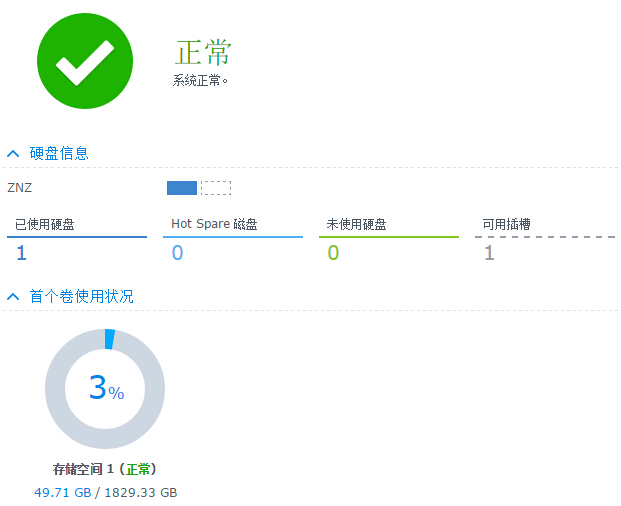 正常
系统正常。
硬盘信息
ZNZ
已使用硬盘 Hot Spare 磁盘 未使用硬盘 可用插槽
1 0 0 1
首个卷使用状况
3%
存储空间 1（正常）
49.71 GB / 1829.33 GB